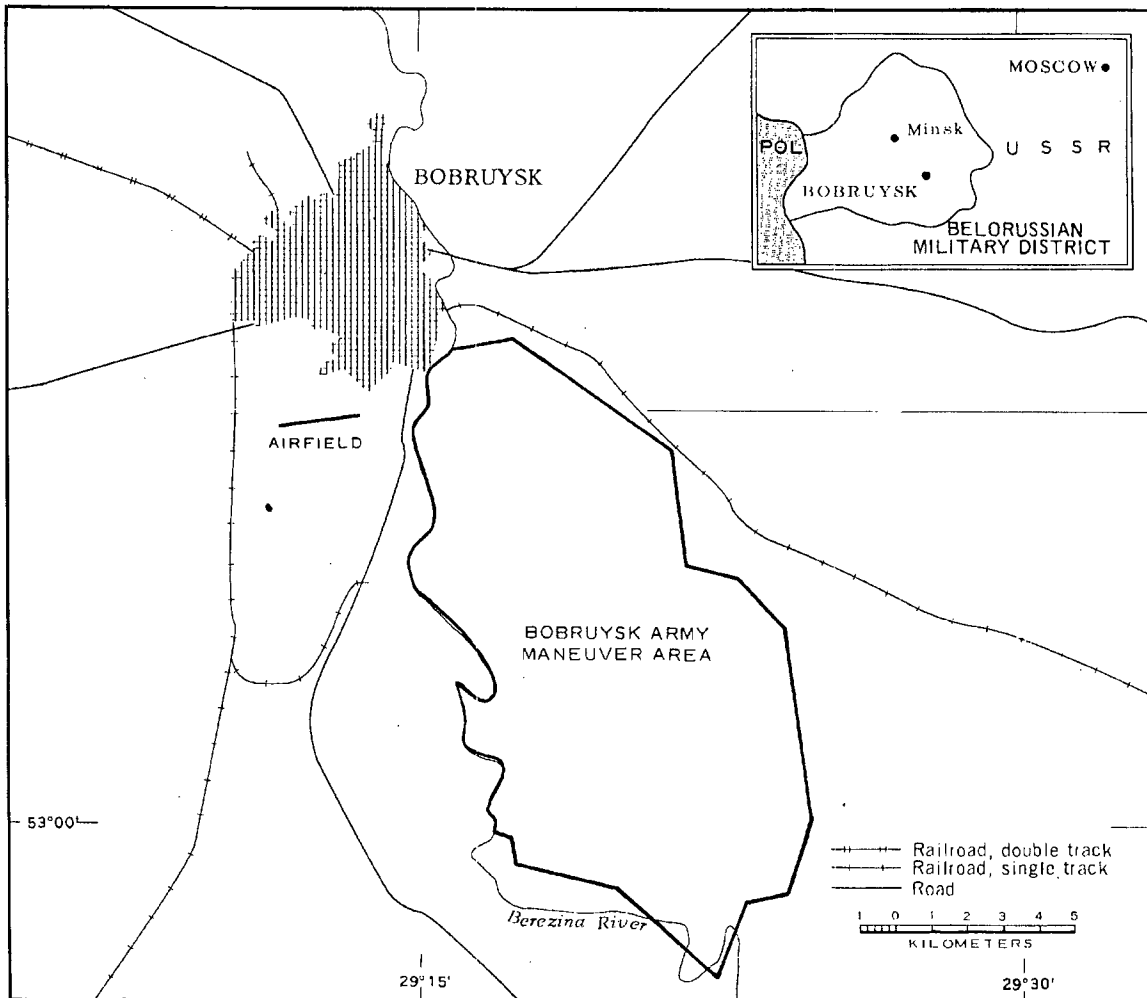 MOSCOW
Minsk
POL
U S S R
BOBRUYSK
BELORUSSIAN
MILITARY DISTRICT
BOBRUYSK
AIRFIELD
BOBRUYSK ARMY
MANEUVER AREA
53°00'
Railroad, double track
Railroad, single track
Road
1 0 1 2 3 4 5
KILOMETERS
Berezina River
29°15'
29°30'